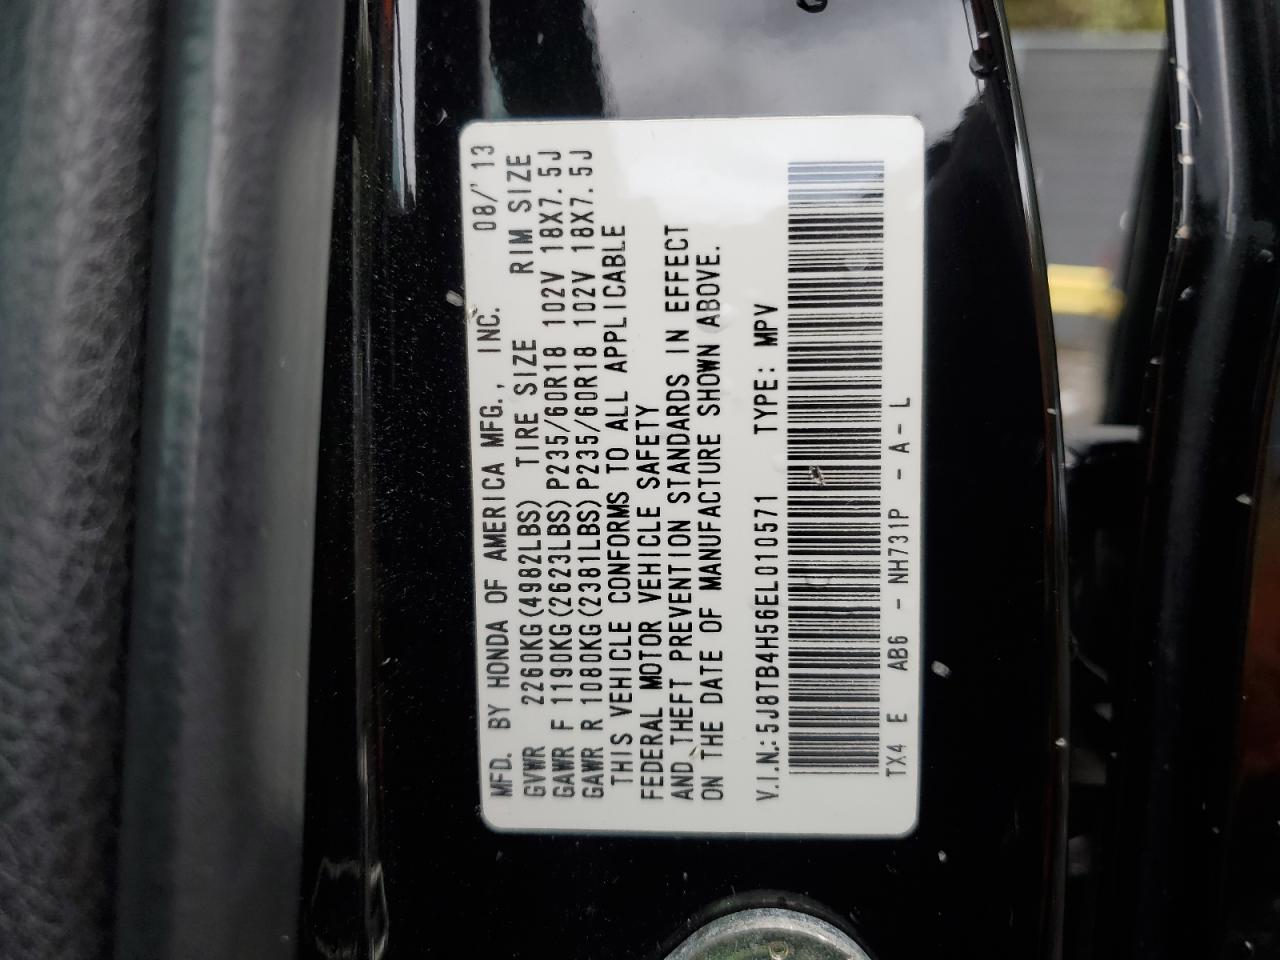 MFD. BY HONDA OF AMERICA MFG., INC. 08/'13
GVWR 2260KG(4982LBS) TIRE SIZE RIM SIZE
GAWR F 1190KG(2623LBS)P235/60R18 102V 18X7.5J
GAWR R 1080KG(2381LBS)P235/60R18 102V 18X7.5J
THIS VEHICLE CONFORMS TO ALL APPLICABLE
FEDERAL MOTOR VEHICLE SAFETY
AND THEFT PREVENTION STANDARDS IN EFFECT
ON THE DATE OF MANUFACTURE SHOWN ABOVE.
V.I.N.:5J8TB4H56EL010571 TYPE: MPV
TX4 E AB6 - NH731P - A - L